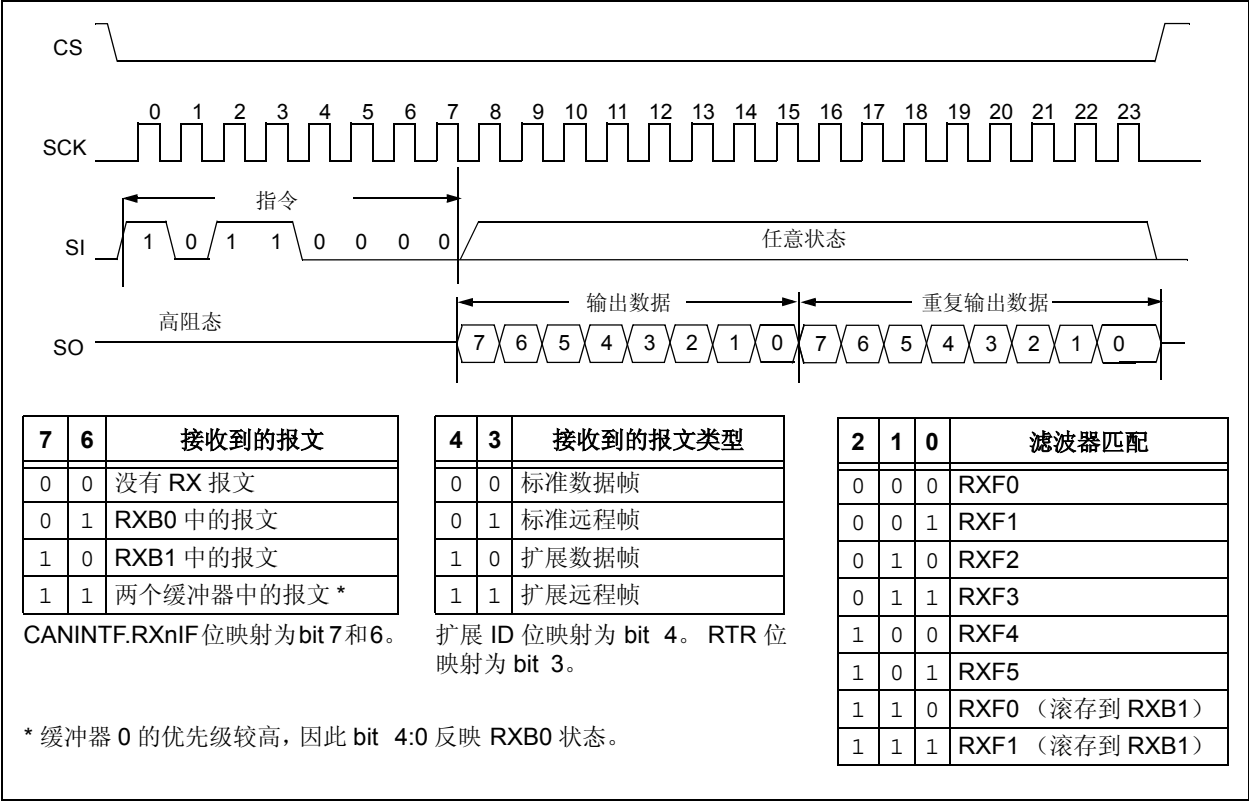 CS
0 1 2 3 4 5 6 7 8 9 10 11 12 13 14 15 16 17 18 19 20 21 22 23
SCK
指令
SI 1 0 1 1 0 0 0 0 任意状态
输出数据 重复输出数据
高阻态
SO 7 6 5 4 3 2 1 0 7 6 5 4 3 2 1 0
7 6 接收到的报文
0 0 没有 RX 报文
0 1 RXB0 中的报文
1 0 RXB1 中的报文
1 1 两个缓冲器中的报文 *
CANINTF.RXnIF位映射为bit 7和6。
4 3 接收到的报文类型
0 0 标准数据帧
0 1 标准远程帧
1 0 扩展数据帧
1 1 扩展远程帧
扩展 ID 位映射为 bit 4。 RTR 位
映射为 bit 3。
2 1 0 滤波器匹配
0 0 0 RXF0
0 0 1 RXF1
0 1 0 RXF2
0 1 1 RXF3
1 0 0 RXF4
1 0 1 RXF5
1 1 0 RXF0 （滚存到 RXB1）
1 1 1 RXF1 （滚存到 RXB1）
* 缓冲器 0 的优先级较高，因此 bit 4:0 反映 RXB0 状态。